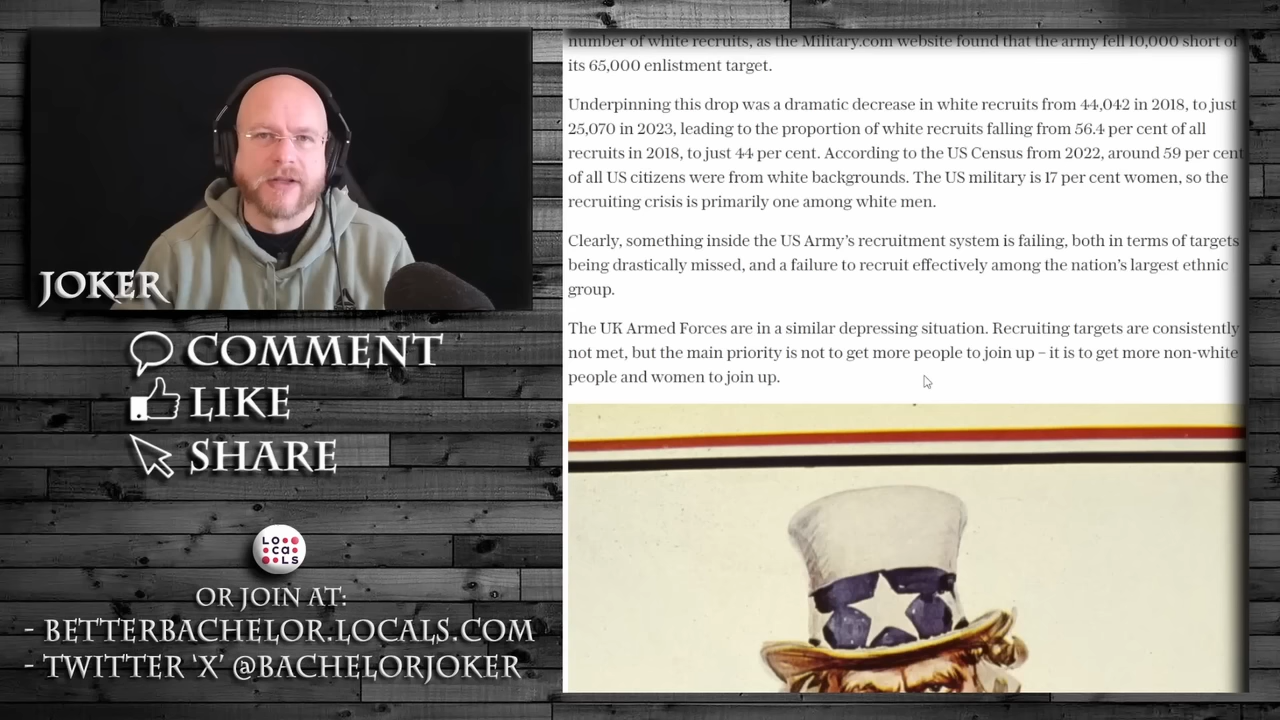 JOKER
COMMENT
LIKE
SHARE
LO
ca
LS
OR JOIN AT:
- BETTERBACHELOR.LOCALS.COM
- TWITTER 'X' @BACHELORJOKER
number of white recruits, as the Military.com website found that the army fell 10,000 short of
its 65,000 enlistment target.
Underpinning this drop was a dramatic decrease in white recruits from 44,042 in 2018, to just
25,070 in 2023, leading to the proportion of white recruits falling from 56.4 per cent of all
recruits in 2018, to just 44 per cent. According to the US Census from 2022, around 59 per cent
of all US citizens were from white backgrounds. The US military is 17 per cent women, so the
recruiting crisis is primarily one among white men.
Clearly, something inside the US Army's recruitment system is failing, both in terms of targets
being drastically missed, and a failure to recruit effectively among the nation's largest ethnic
group.
The UK Armed Forces are in a similar depressing situation. Recruiting targets are consistently
not met, but the main priority is not to get more people to join up – it is to get more non-white
people and women to join up.